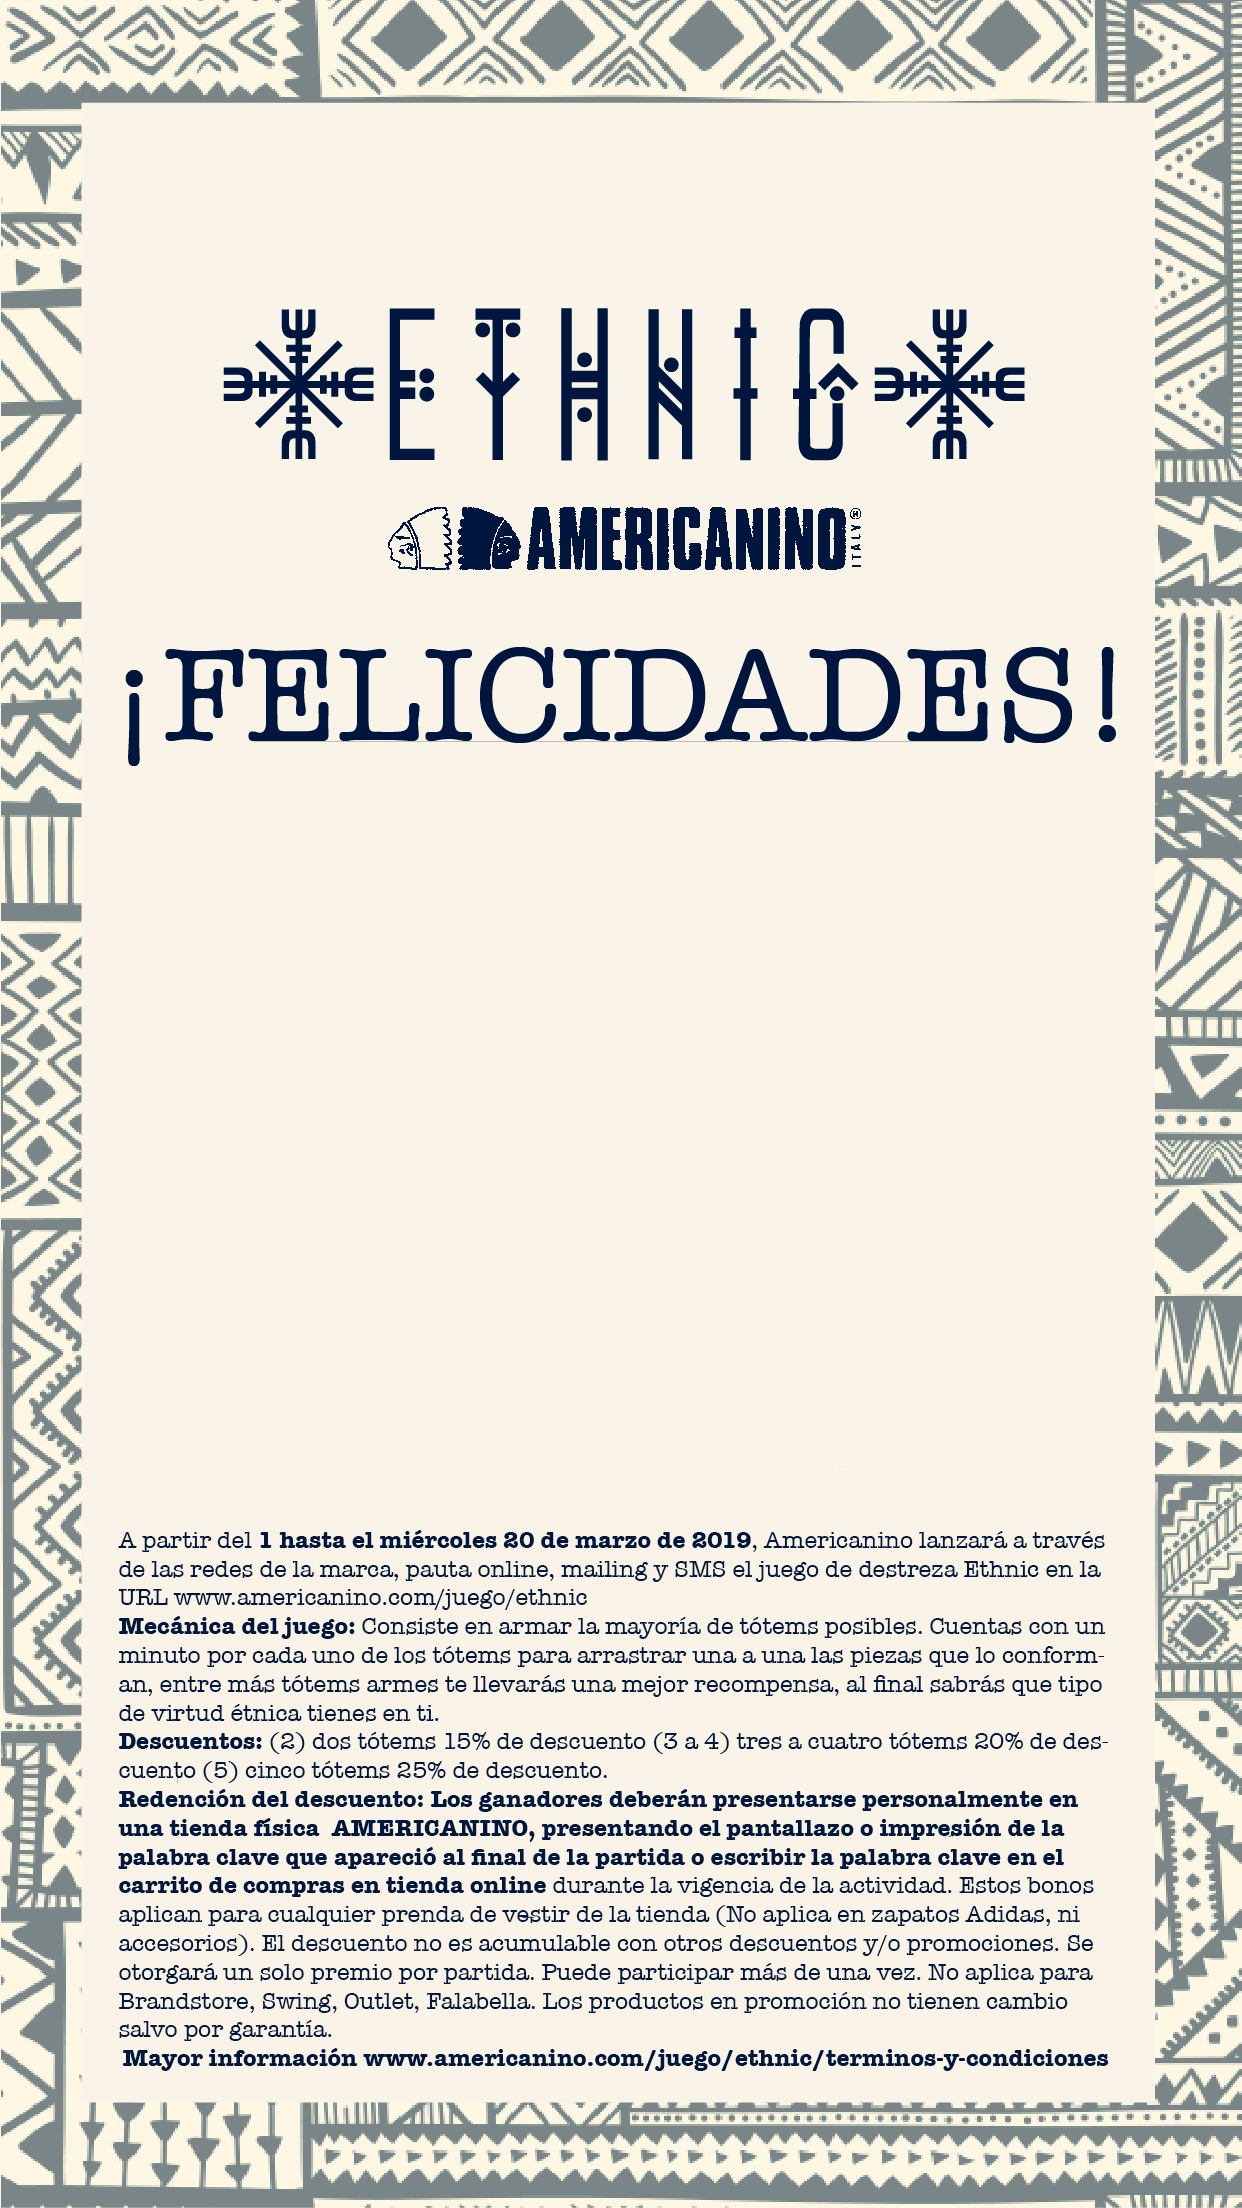 ETHNIC
AMERICANINO®
ITALY
¡FELICIDADES!
A partir del 1 hasta el miércoles 20 de marzo de 2019, Americanino lanzará a través
de las redes de la marca, pauta online, mailing y SMS el juego de destreza Ethnic en la
URL www.americanino.com/juego/ethnic
Mecánica del juego: Consiste en armar la mayoría de tótems posibles. Cuentas con un
minuto por cada uno de los tótems para arrastrar una a una las piezas que lo conform-
an, entre más tótems armes te llevarás una mejor recompensa, al final sabrás que tipo
de virtud étnica tienes en ti.
Descuentos: (2) dos tótems 15% de descuento (3 a 4) tres a cuatro tótems 20% de des-
cuento (5) cinco tótems 25% de descuento.
Redención del descuento: Los ganadores deberán presentarse personalmente en
una tienda física AMERICANINO, presentando el pantallazo o impresión de la
palabra clave que apareció al final de la partida o escribir la palabra clave en el
carrito de compras en tienda online durante la vigencia de la actividad. Estos bonos
aplican para cualquier prenda de vestir de la tienda (No aplica en zapatos Adidas, ni
accesorios). El descuento no es acumulable con otros descuentos y/o promociones. Se
otorgará un solo premio por partida. Puede participar más de una vez. No aplica para
Brandstore, Swing, Outlet, Falabella. Los productos en promoción no tienen cambio
salvo por garantía.
Mayor información www.americanino.com/juego/ethnic/terminos-y-condiciones